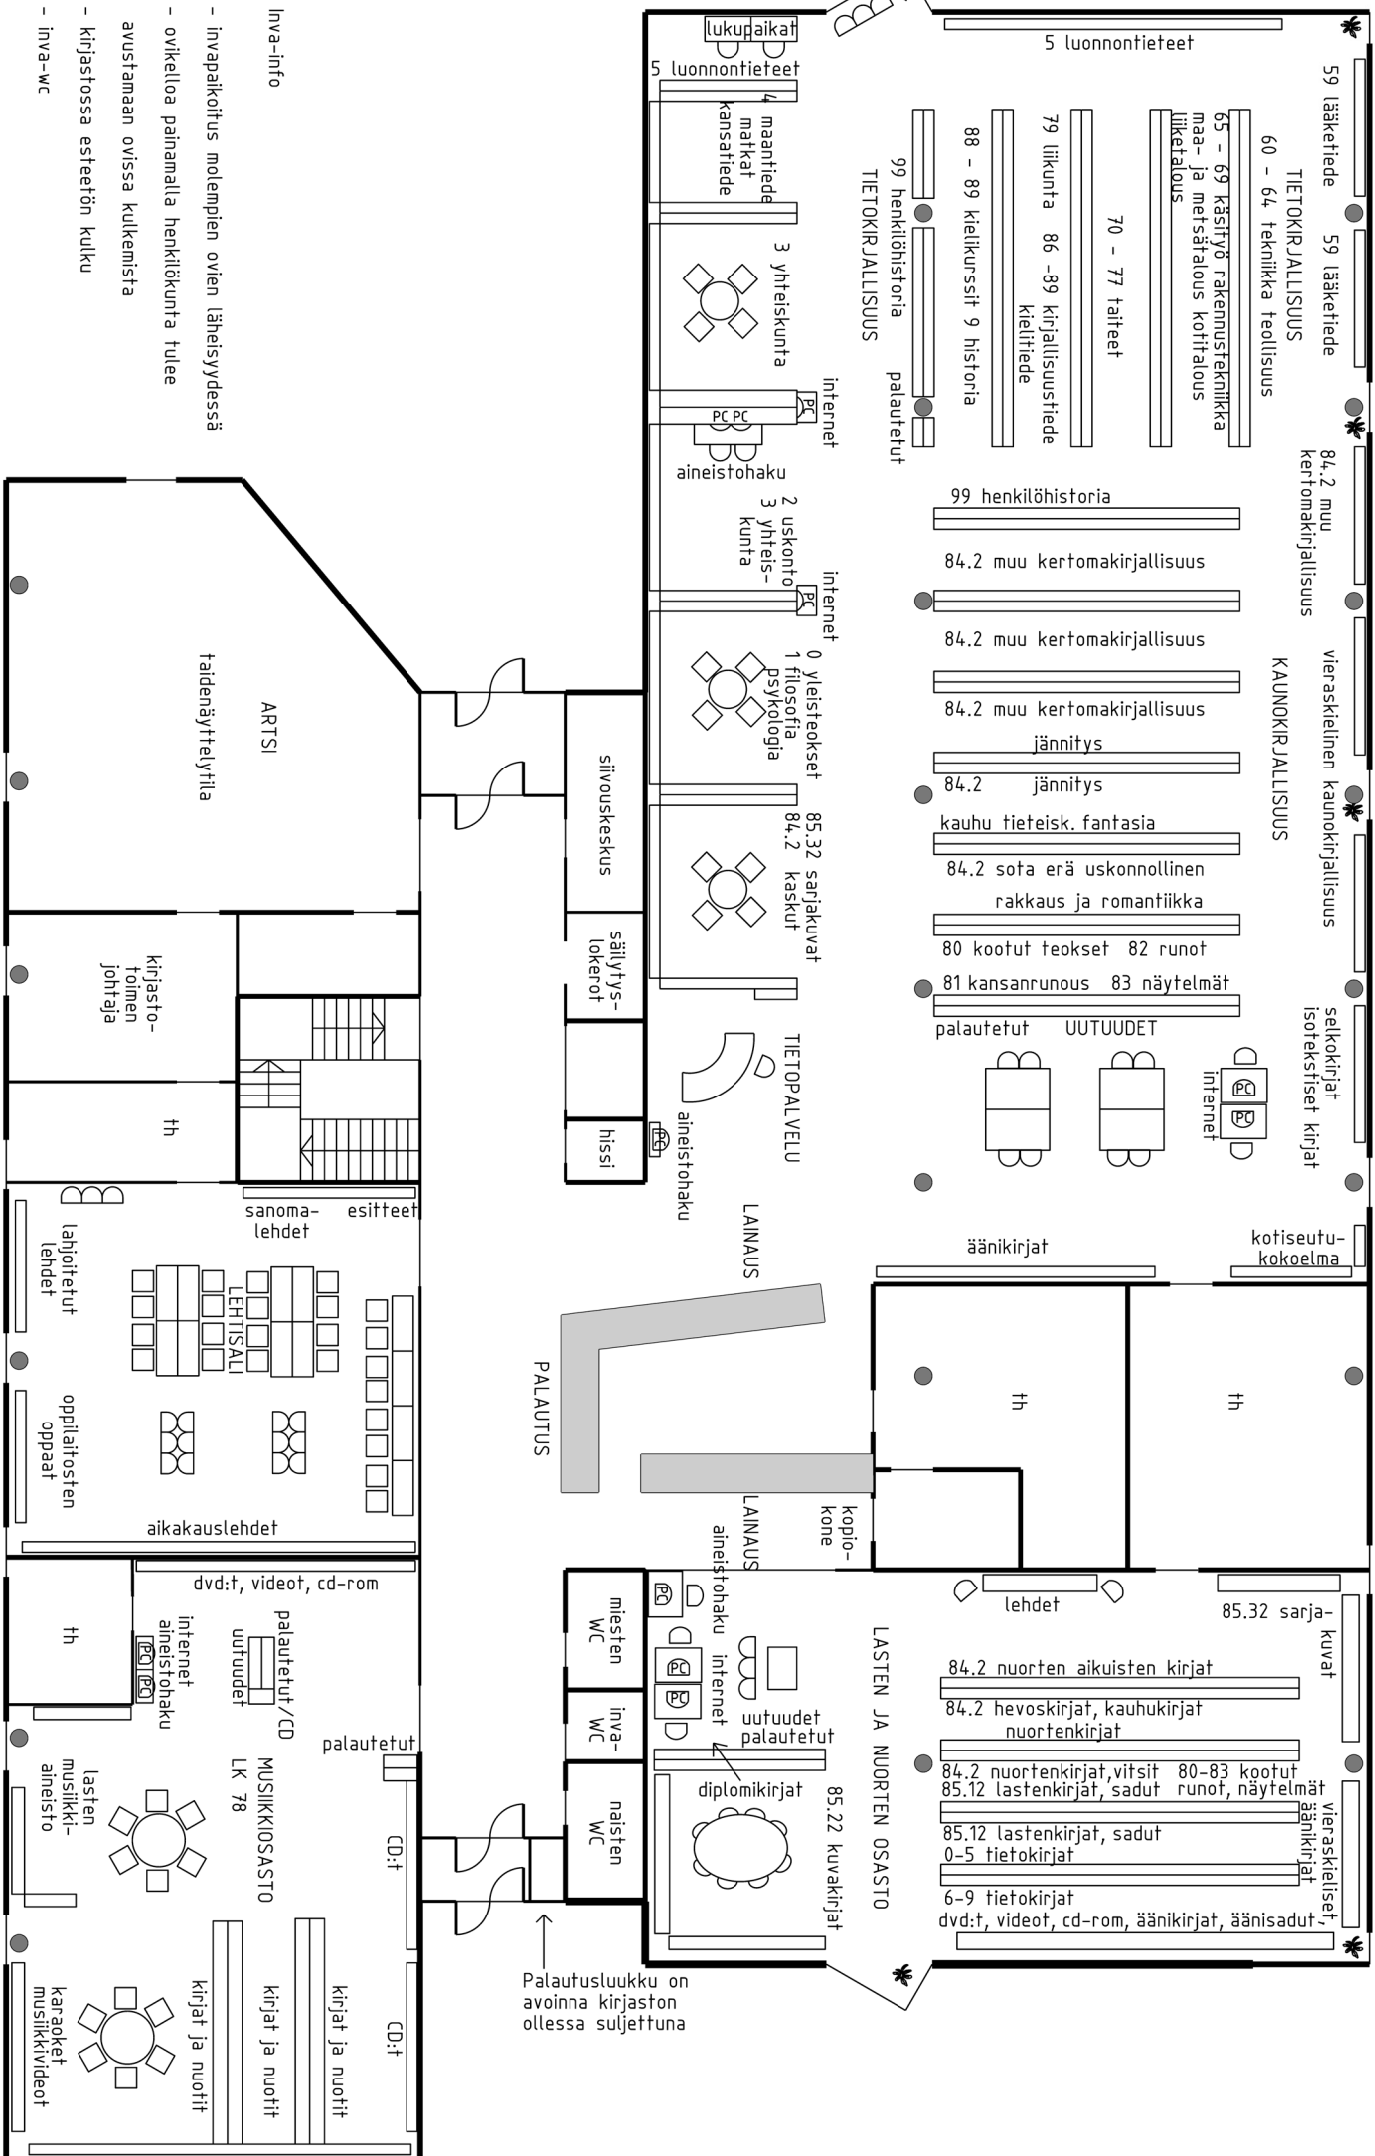 Inva-info
- invapaikoitus molempien ovien läheisyydessä
- ovikelloa painamalla henkilökunta tulee
avustamaan ovissa kulkemista
- kirjastossa esteetön kulku
- inva-wc
lukupaikat
5 luonnontieteet
5 luonnontieteet
4 maantiede
matkat
kansatiede
3 yhteiskunta
internet
PC
PC PC
aineistohaku
2 uskonto
3 yhteis-
kunta
internet
PC
0 yleisteokset
1 filosofia
psykologia
85.32 sarjakuvat
84.2 kaskut
TIETOKIRJALLISUUS
99 henkilöhistoria
palautetut
88 - 89 kielikurssit 9 historia
79 liikunta 86 -89 kirjallisuustiede
kielitiede
70 - 77 taiteet
65 - 69 käsityö rakennustekniikka
maa- ja metsätalous kotitalous
liiketalous
60 - 64 tekniikka teollisuus
TIETOKIRJALLISUUS
59 lääketiede
59 lääketiede
84.2 muu
kertomakirjallisuus
99 henkilöhistoria
84.2 muu kertomakirjallisuus
84.2 muu kertomakirjallisuus
84.2 muu kertomakirjallisuus
jännitys
84.2 jännitys
kauhu tieteisk. fantasia
84.2 sota erä uskonnollinen
rakkaus ja romantiikka
80 kootut teokset 82 runot
81 kansanrunous 83 näytelmät
palautetut UUTUUDET
KAUNOKIRJALLISUUS
vieraskielinen kaunokirjallisuus
selkokirjat
isotekstiset kirjat
internet
PC
PC
äänikirjat
kotiseutu-
kokoelma
TIETOPALVELU
PC
aineistohaku
LAINAUS
PALAUTUS
LAINAUS
kopio-
kone
th
th
ARTSI
taidenäyttelytila
siivouskeskus
säilytys-
lokerot
hissi
kirjasto-
toimen
johtaja
th
sanoma-
lehdet
esitteet
lahjoitetut
lehdet
LEHTISALI
oppilaitosten
oppaat
aikakauslehdet
dvd:t, videot, cd-rom
th
internet
aineistohaku
PC PC
palautetut/CD
uutuudet
palautetut
MUSIIKKIOSASTO
LK 78
lasten
musiikki-
aineisto
CD:t
CD:t
kirjat ja nuotit
kirjat ja nuotit
kirjat ja nuotit
karaoket
musiikkivideot
miesten
WC
inva-
WC
naisten
WC
Palautusluukku on
avoinna kirjaston
ollessa suljettuna
aineistohaku
PC
internet
PC
PC
uutuudet
palautetut
diplomikirjat
85.22 kuvakirjat
LASTEN JA NUORTEN OSASTO
lehdet
85.32 sarja-
kuvat
84.2 nuorten aikuisten kirjat
84.2 hevoskirjat, kauhukirjat
nuortenkirjat
84.2 nuortenkirjat,vitsit 80-83 kootut
85.12 lastenkirjat, sadut runot, näytelmät
85.12 lastenkirjat, sadut
0-5 tietokirjat
6-9 tietokirjat
dvd:t, videot, cd-rom, äänikirjat, äänisadut,
vieraskieliset
äänikirjat